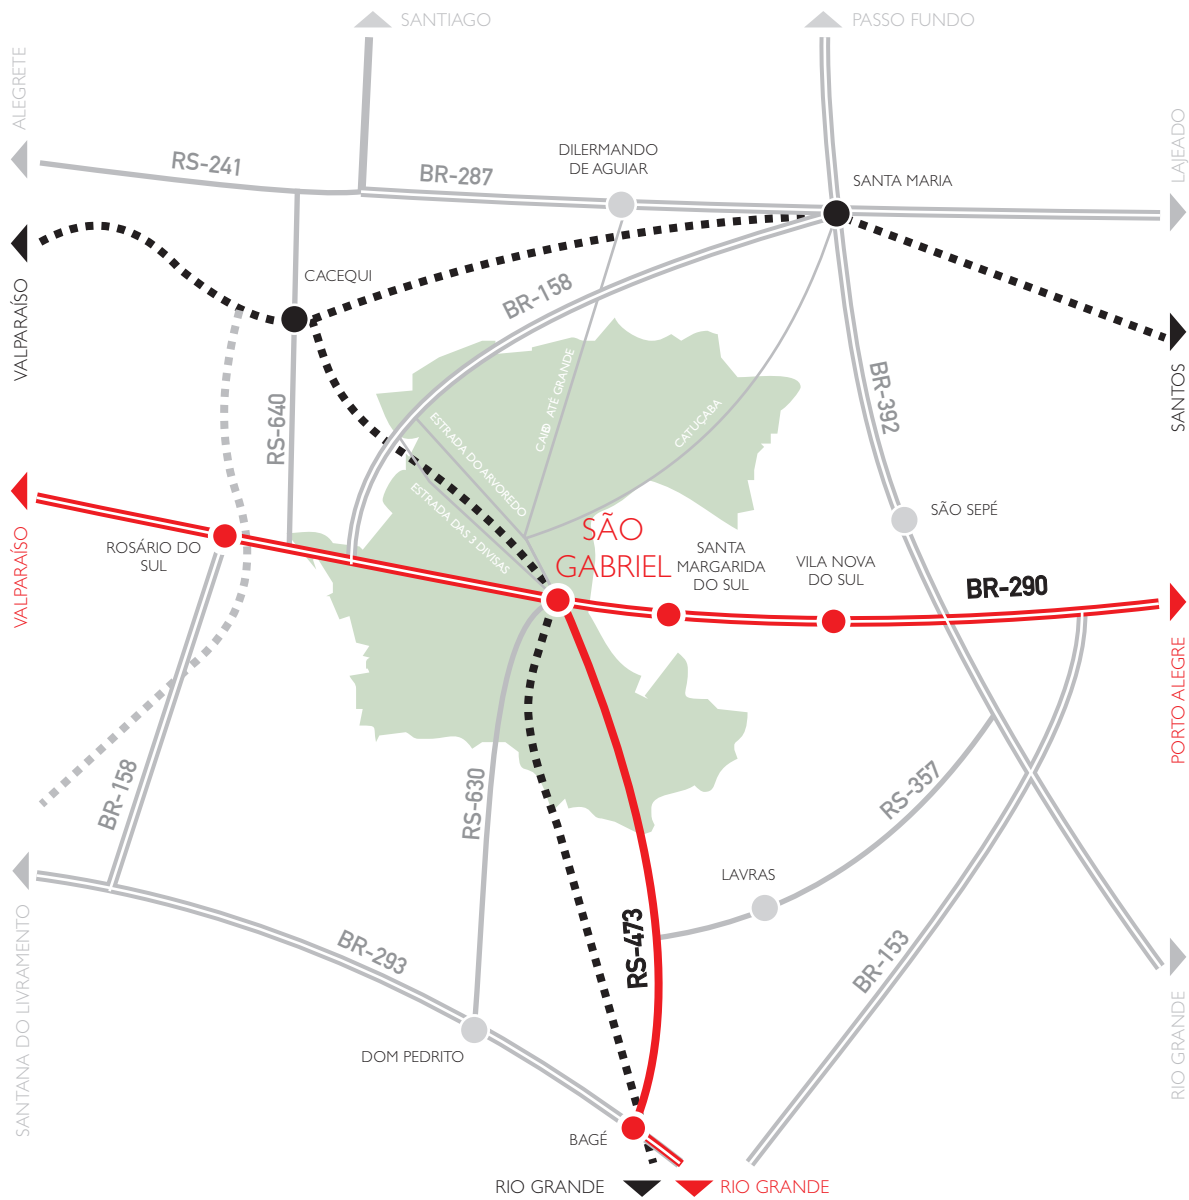 SANTIAGO
PASSO FUNDO
ALEGRETE
LAJEADO
RS-241
BR-287
DILERMANDO
DE AGUIAR
SANTA MARIA
CACEQUI
VALPARAÍSO
BR-158
SANTOS
RS-640
BR-392
CAIBO ATÉ GRANDE
CATUÇABA
ESTRADA DO ARVOREDO
ESTRADA DAS 3 DIVISAS
SÃO SEPÉ
SÃO
GABRIEL
VALPARAÍSO
ROSÁRIO DO
SUL
SANTA
MARGARIDA
DO SUL
VILA NOVA
DO SUL
BR-290
PORTO ALEGRE
BR-158
RS-630
RS-357
LAVRAS
SANTANA DO LIVRAMENTO
BR-293
RS-473
BR-153
RIO GRANDE
DOM PEDRITO
BAGÉ
RIO GRANDE
RIO GRANDE